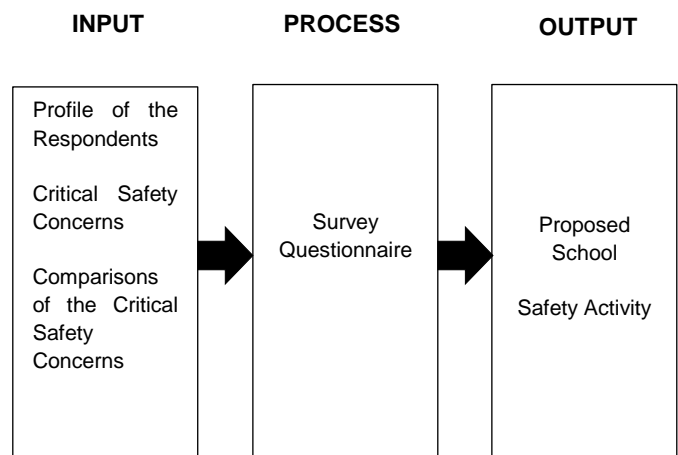 INPUT
PROCESS
OUTPUT
Profile of the
Respondents
Critical Safety
Concerns
Comparisons
of the Critical
Safety
Concerns
Survey
Questionnaire
Proposed
School
Safety Activity